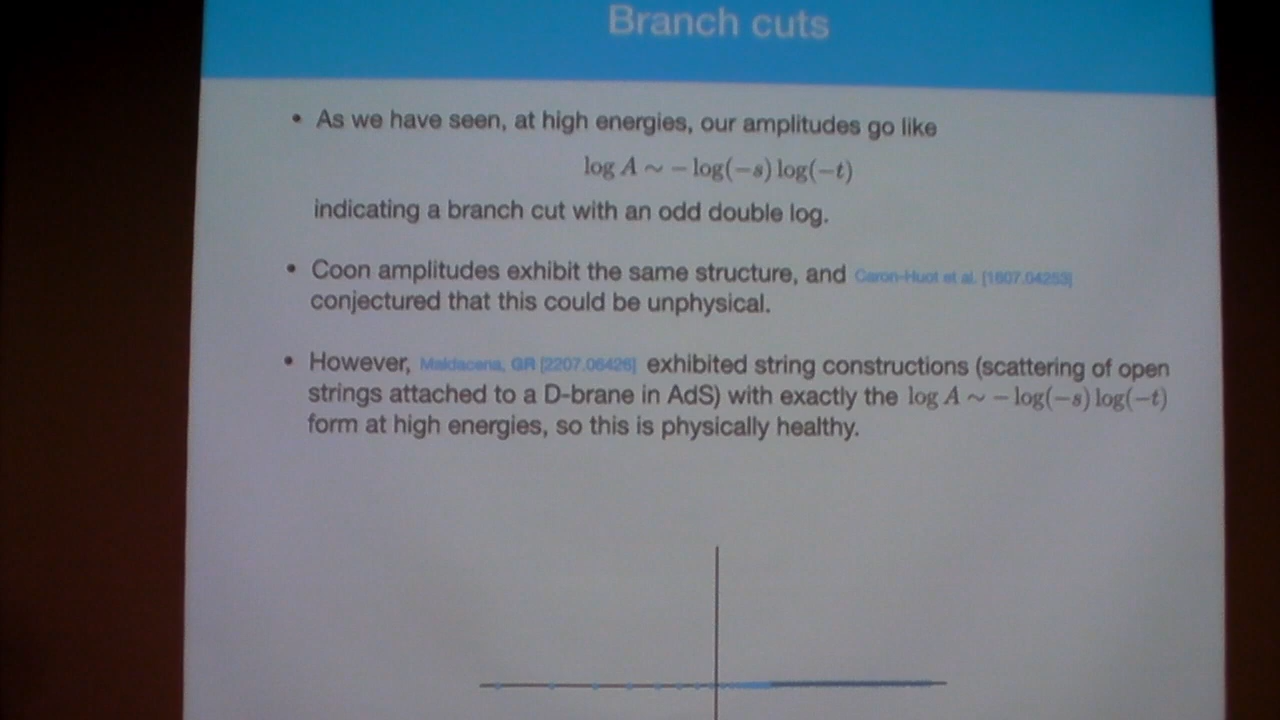 Branch cuts
• As we have seen, at high energies, our amplitudes go like
log A ∼ − log(−s) log(−t)
indicating a branch cut with an odd double log.
• Coon amplitudes exhibit the same structure, and Caron-Huot et al. [1607.04253]
conjectured that this could be unphysical.
• However, Maldacena, GR [2207.06426] exhibited string constructions (scattering of open
strings attached to a D-brane in AdS) with exactly the log A ∼ − log(−s) log(−t)
form at high energies, so this is physically healthy.